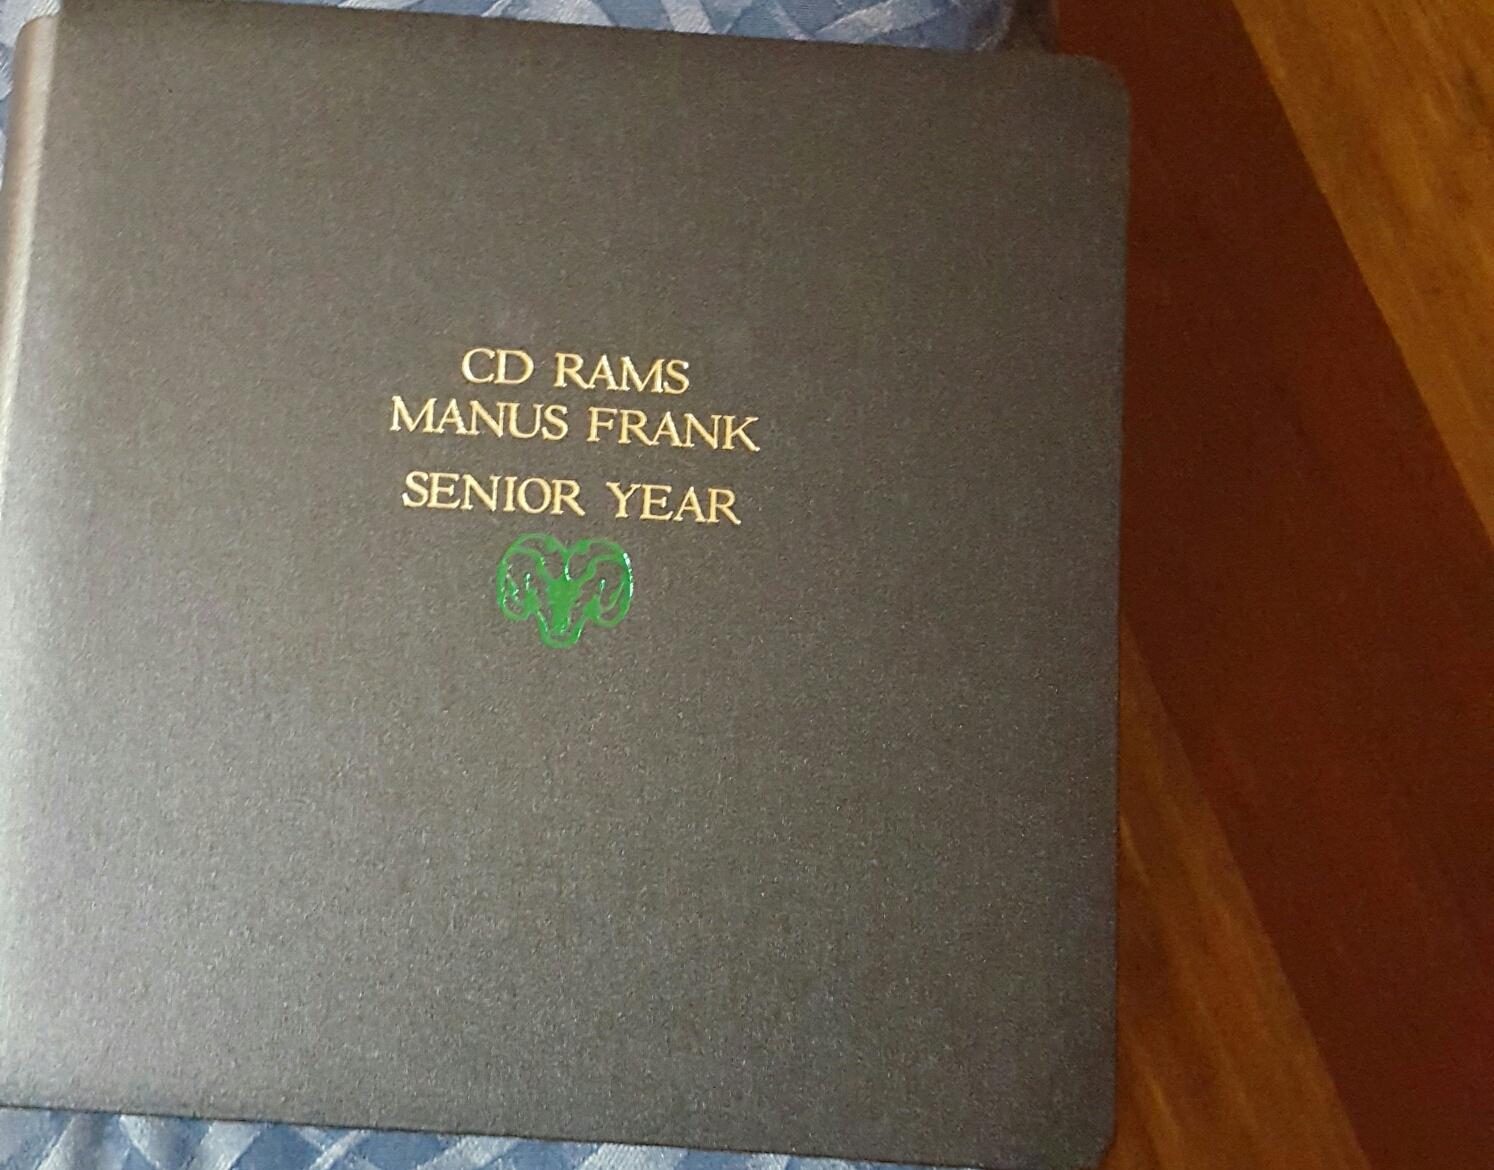 CD RAMS
MANUS FRANK
SENIOR YEAR